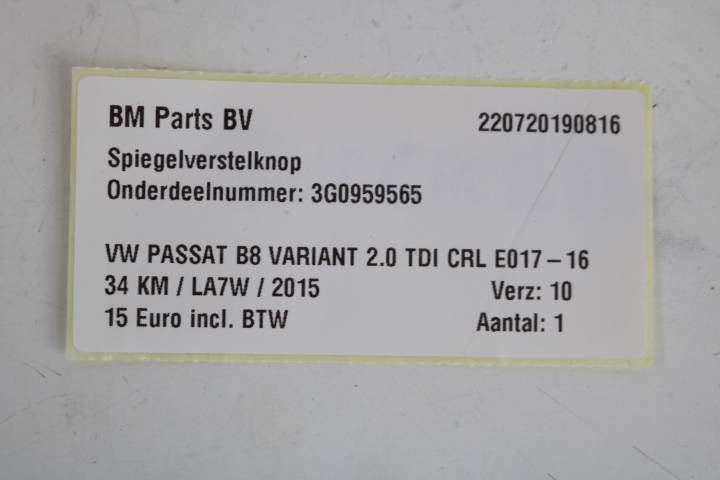 BM Parts BV 220720190816
Spiegelverstelknop
Onderdeelnummer: 3G0959565
VW PASSAT B8 VARIANT 2.0 TDI CRL E017-16
34 KM / LA7W / 2015 Verz: 10
15 Euro incl. BTW Aantal: 1